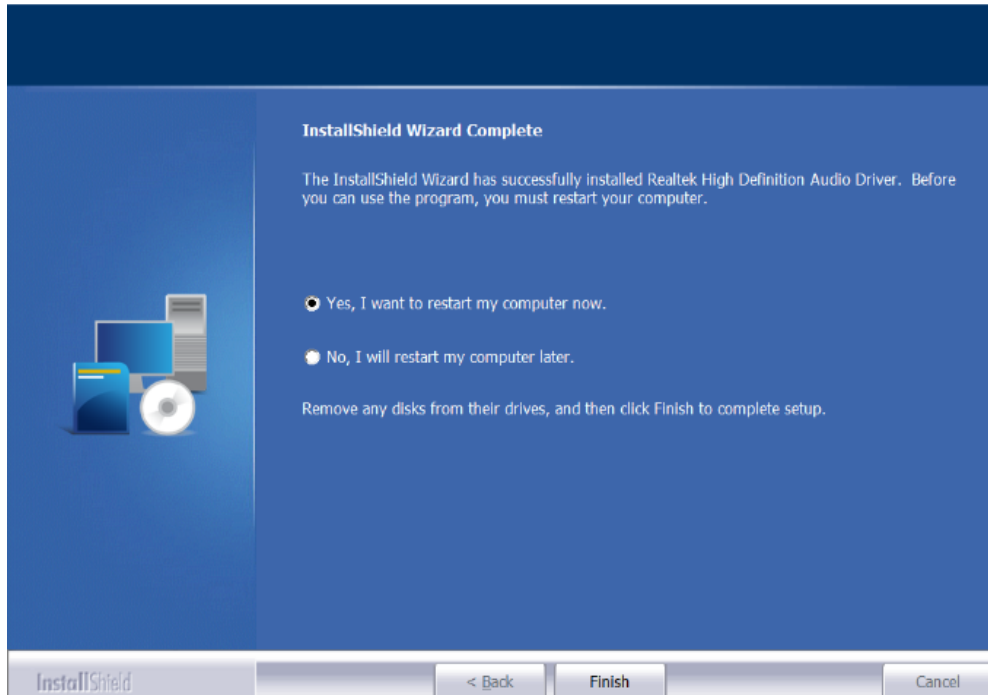 InstallShield Wizard Complete
The InstallShield Wizard has successfully installed Realtek High Definition Audio Driver. Before
you can use the program, you must restart your computer.
Yes, I want to restart my computer now.
No, I will restart my computer later.
Remove any disks from their drives, and then click Finish to complete setup.
InstallShield
< Back
Finish
Cancel